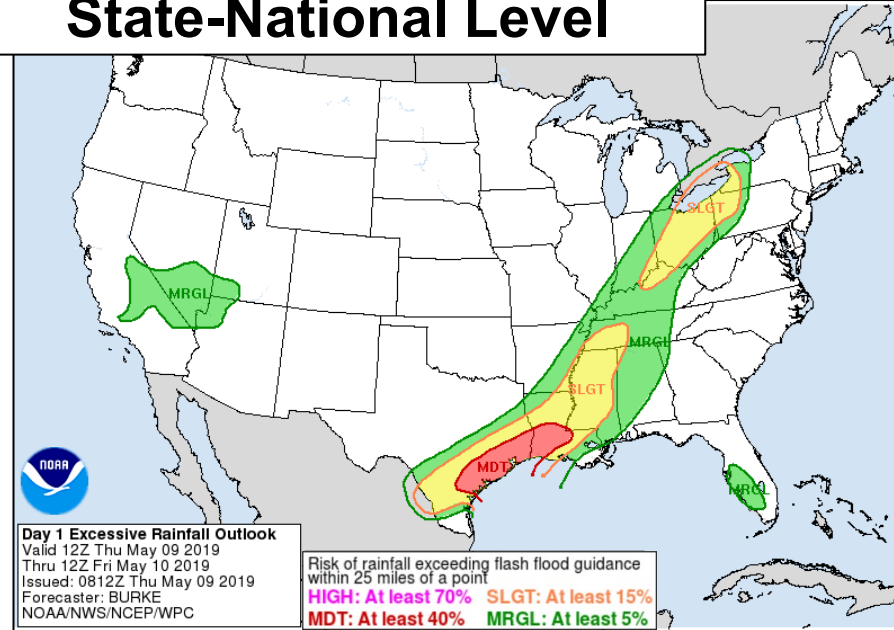 State-National Level
SLGT
MRGL
MRGL
SLGT
MDT
MRGL
NOAA
Day 1 Excessive Rainfall Outlook
Valid 12Z Thu May 09 2019
Thru 12Z Fri May 10 2019
Issued: 0812Z Thu May 09 2019
Forecaster: BURKE
NOAA/NWS/NCEP/WPC
Risk of rainfall exceeding flash flood guidance
within 25 miles of a point
HIGH: At least 70% SLGT: At least 15%
MDT: At least 40% MRGL: At least 5%